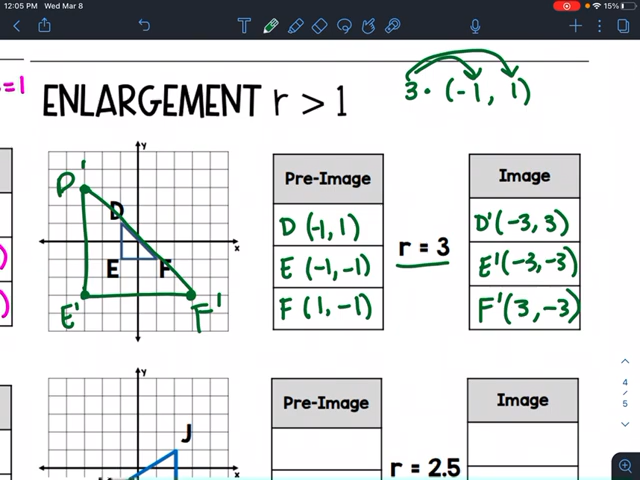 12:05 PM Wed Mar 8
15%
=1
ENLARGEMENT r > 1
3 · (-1, 1)
y
x
D'
D
E
F
E'
F'
Pre-Image
D (-1, 1)
E (-1, -1)
F (1, -1)
r = 3
Image
D'(-3, 3)
E'(-3, -3)
F'(3, -3)
4
5
y
x
J
Pre-Image
r = 2.5
Image